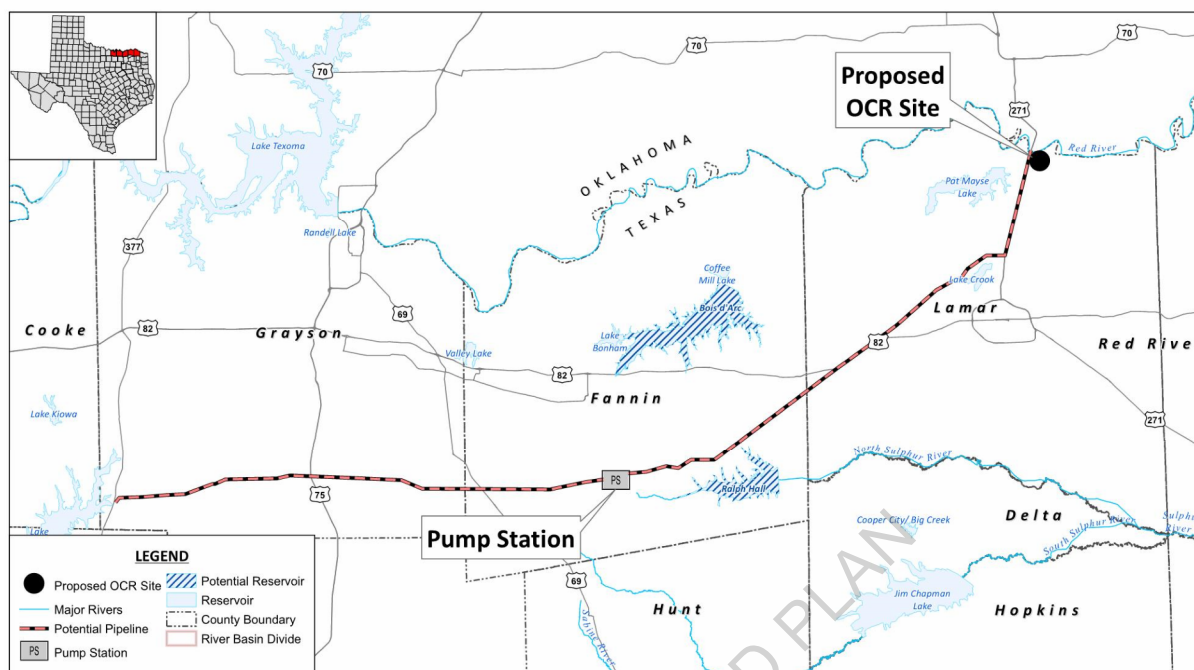 70
70
Proposed
OCR Site
271
Red River
Lake Texoma
OKLAHOMA
TEXAS
Pat Mayse
Lake
Randell Lake
377
Coffee
Mill Lake
Lake Crook
Bois d'Arc
Lamar
Cooke
82
Grayson
69
Lake
Bonham
82
Red Rive
Valley Lake
82
Fannin
Lake Kiowa
271
North Sulphur River
PS
75
Ralph Hall
Lake
Pump Station
Cooper City/ Big Creek
Delta
Sulphur
River
South Sulphur River
69
Sabine River
Hunt
Jim Chapman
Lake
Hopkins
D PLAN
LEGEND
Proposed OCR Site
Major Rivers
Potential Pipeline
PS
Pump Station
Potential Reservoir
Reservoir
County Boundary
River Basin Divide